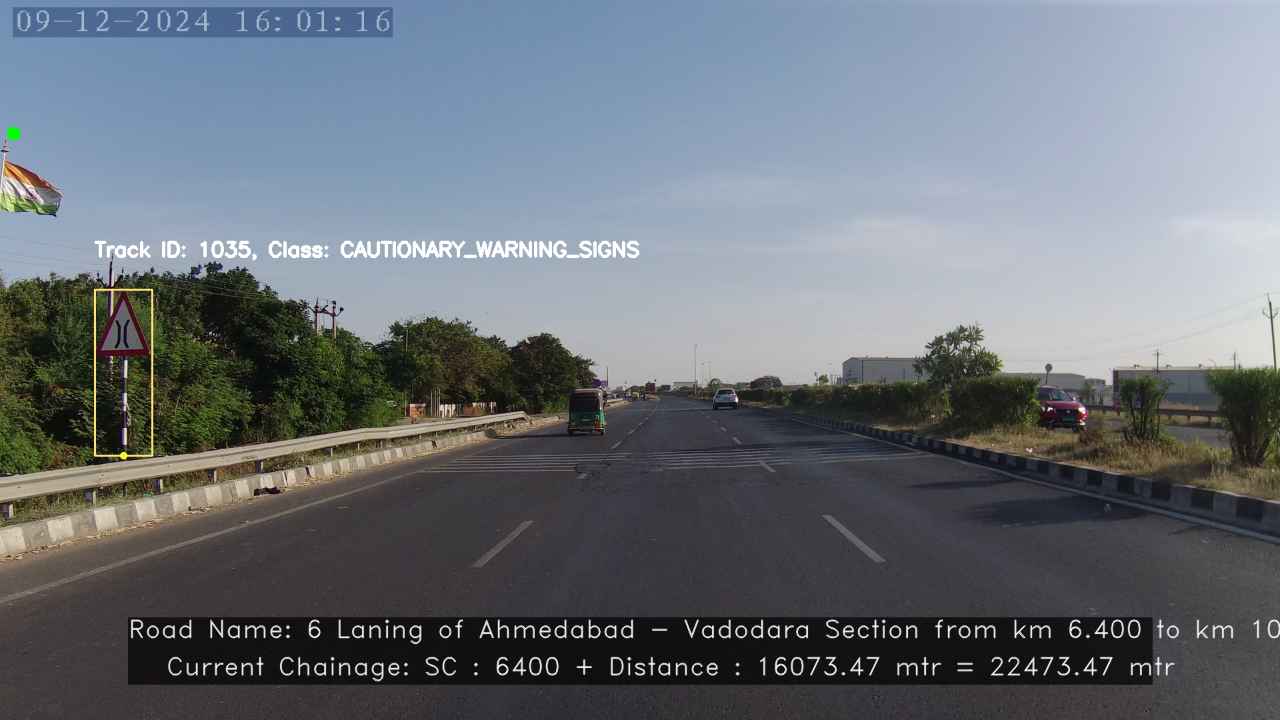 09-12-2024 16:01:16
Track ID: 1035, Class: CAUTIONARY_WARNING_SIGNS
Road Name: 6 Laning of Ahmedabad - Vadodara Section from km 6.400 to km 10
Current Chainage: SC : 6400 + Distance : 16073.47 mtr = 22473.47 mtr